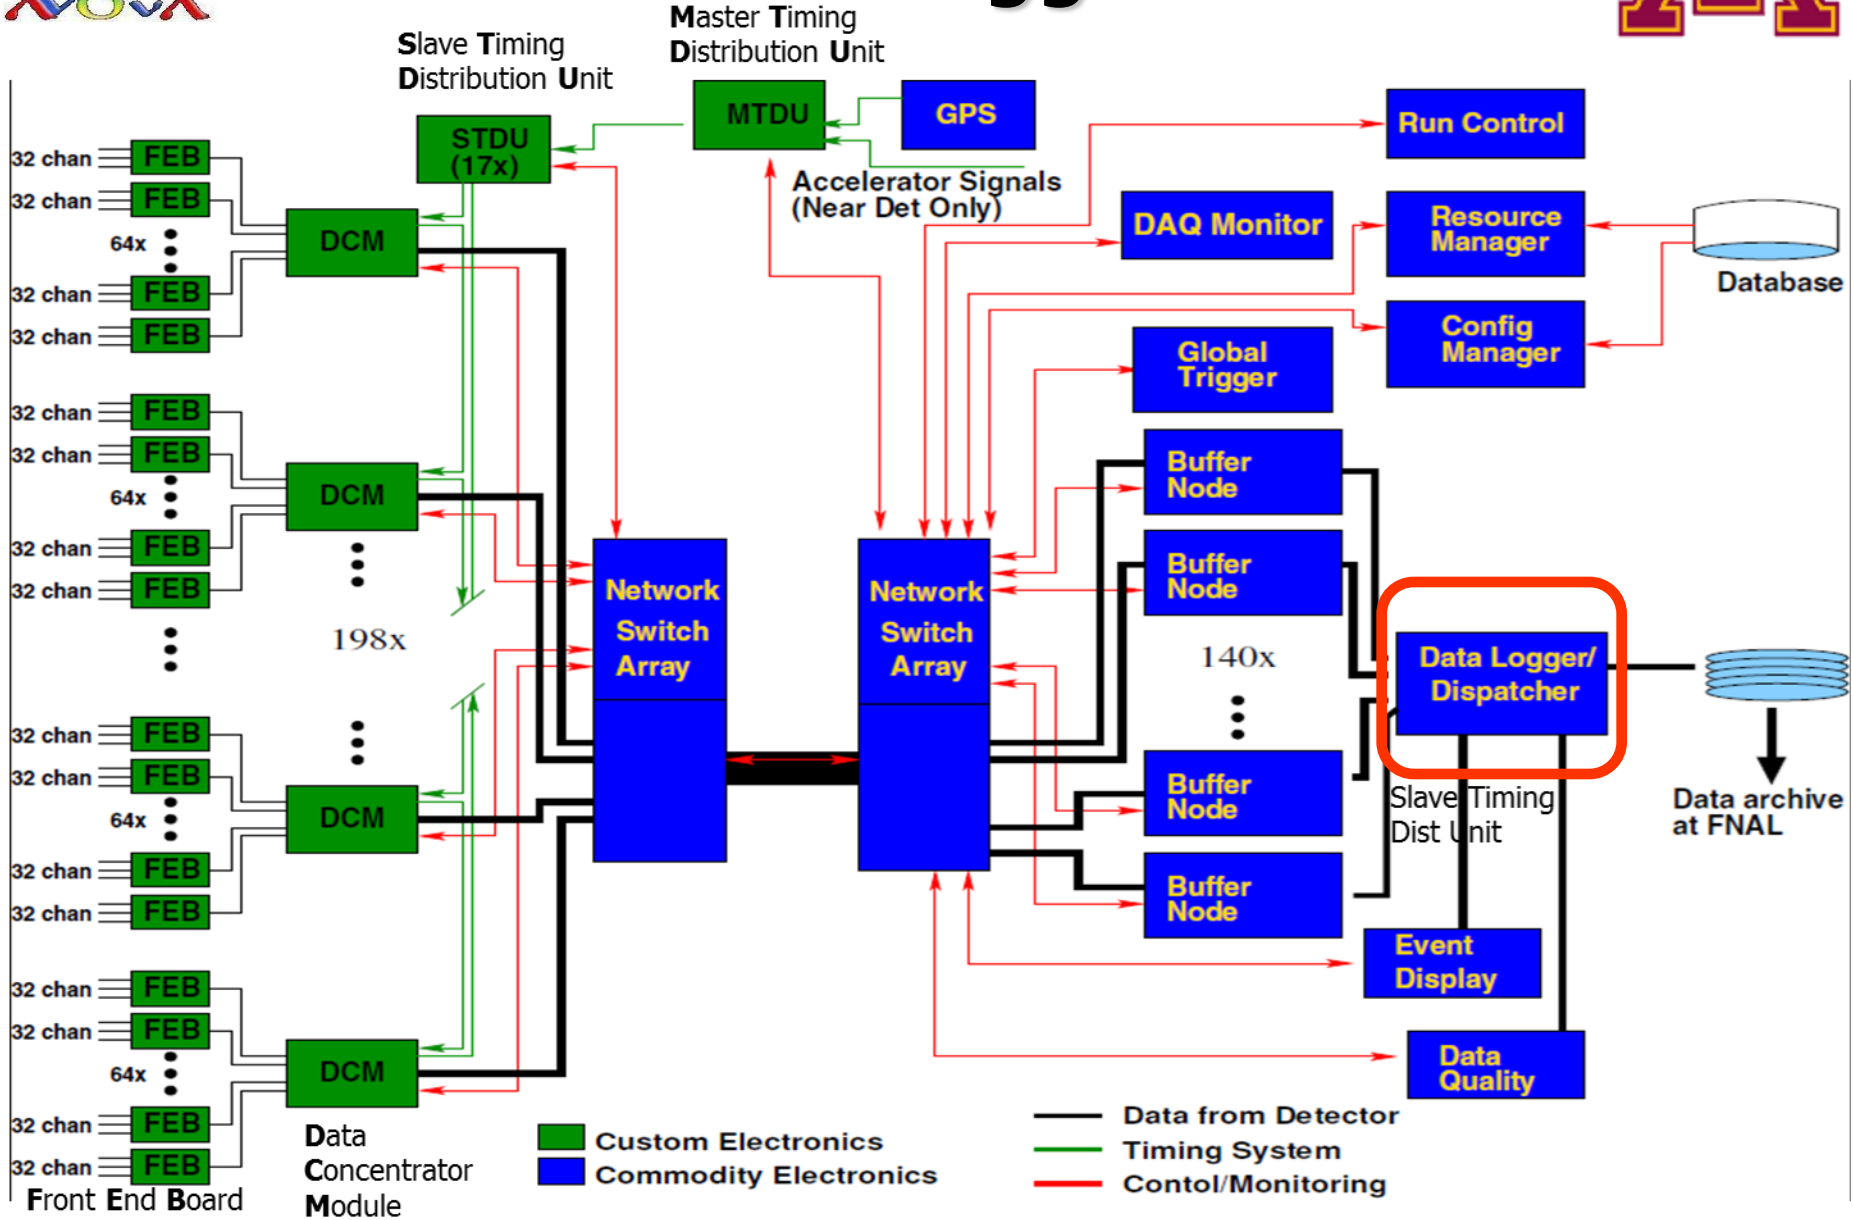 Master Timing
Distribution Unit
Slave Timing
Distribution Unit
MTDU
GPS
STDU
(17x)
Accelerator Signals
(Near Det Only)
Run Control
DAQ Monitor
Resource
Manager
Database
Config
Manager
Global
Trigger
32 chan FEB
32 chan FEB
64x
DCM
32 chan FEB
32 chan FEB
32 chan FEB
32 chan FEB
64x
DCM
32 chan FEB
32 chan FEB
198x
32 chan FEB
32 chan FEB
64x
DCM
32 chan FEB
32 chan FEB
32 chan FEB
32 chan FEB
64x
DCM
32 chan FEB
32 chan FEB
Front End Board
Data
Concentrator
Module
Network
Switch
Array
Network
Switch
Array
Buffer
Node
Buffer
Node
140x
Buffer
Node
Buffer
Node
Data Logger/
Dispatcher
Slave Timing
Dist Unit
Data archive
at FNAL
Event
Display
Data
Quality
Custom Electronics
Commodity Electronics
Data from Detector
Timing System
Contol/Monitoring